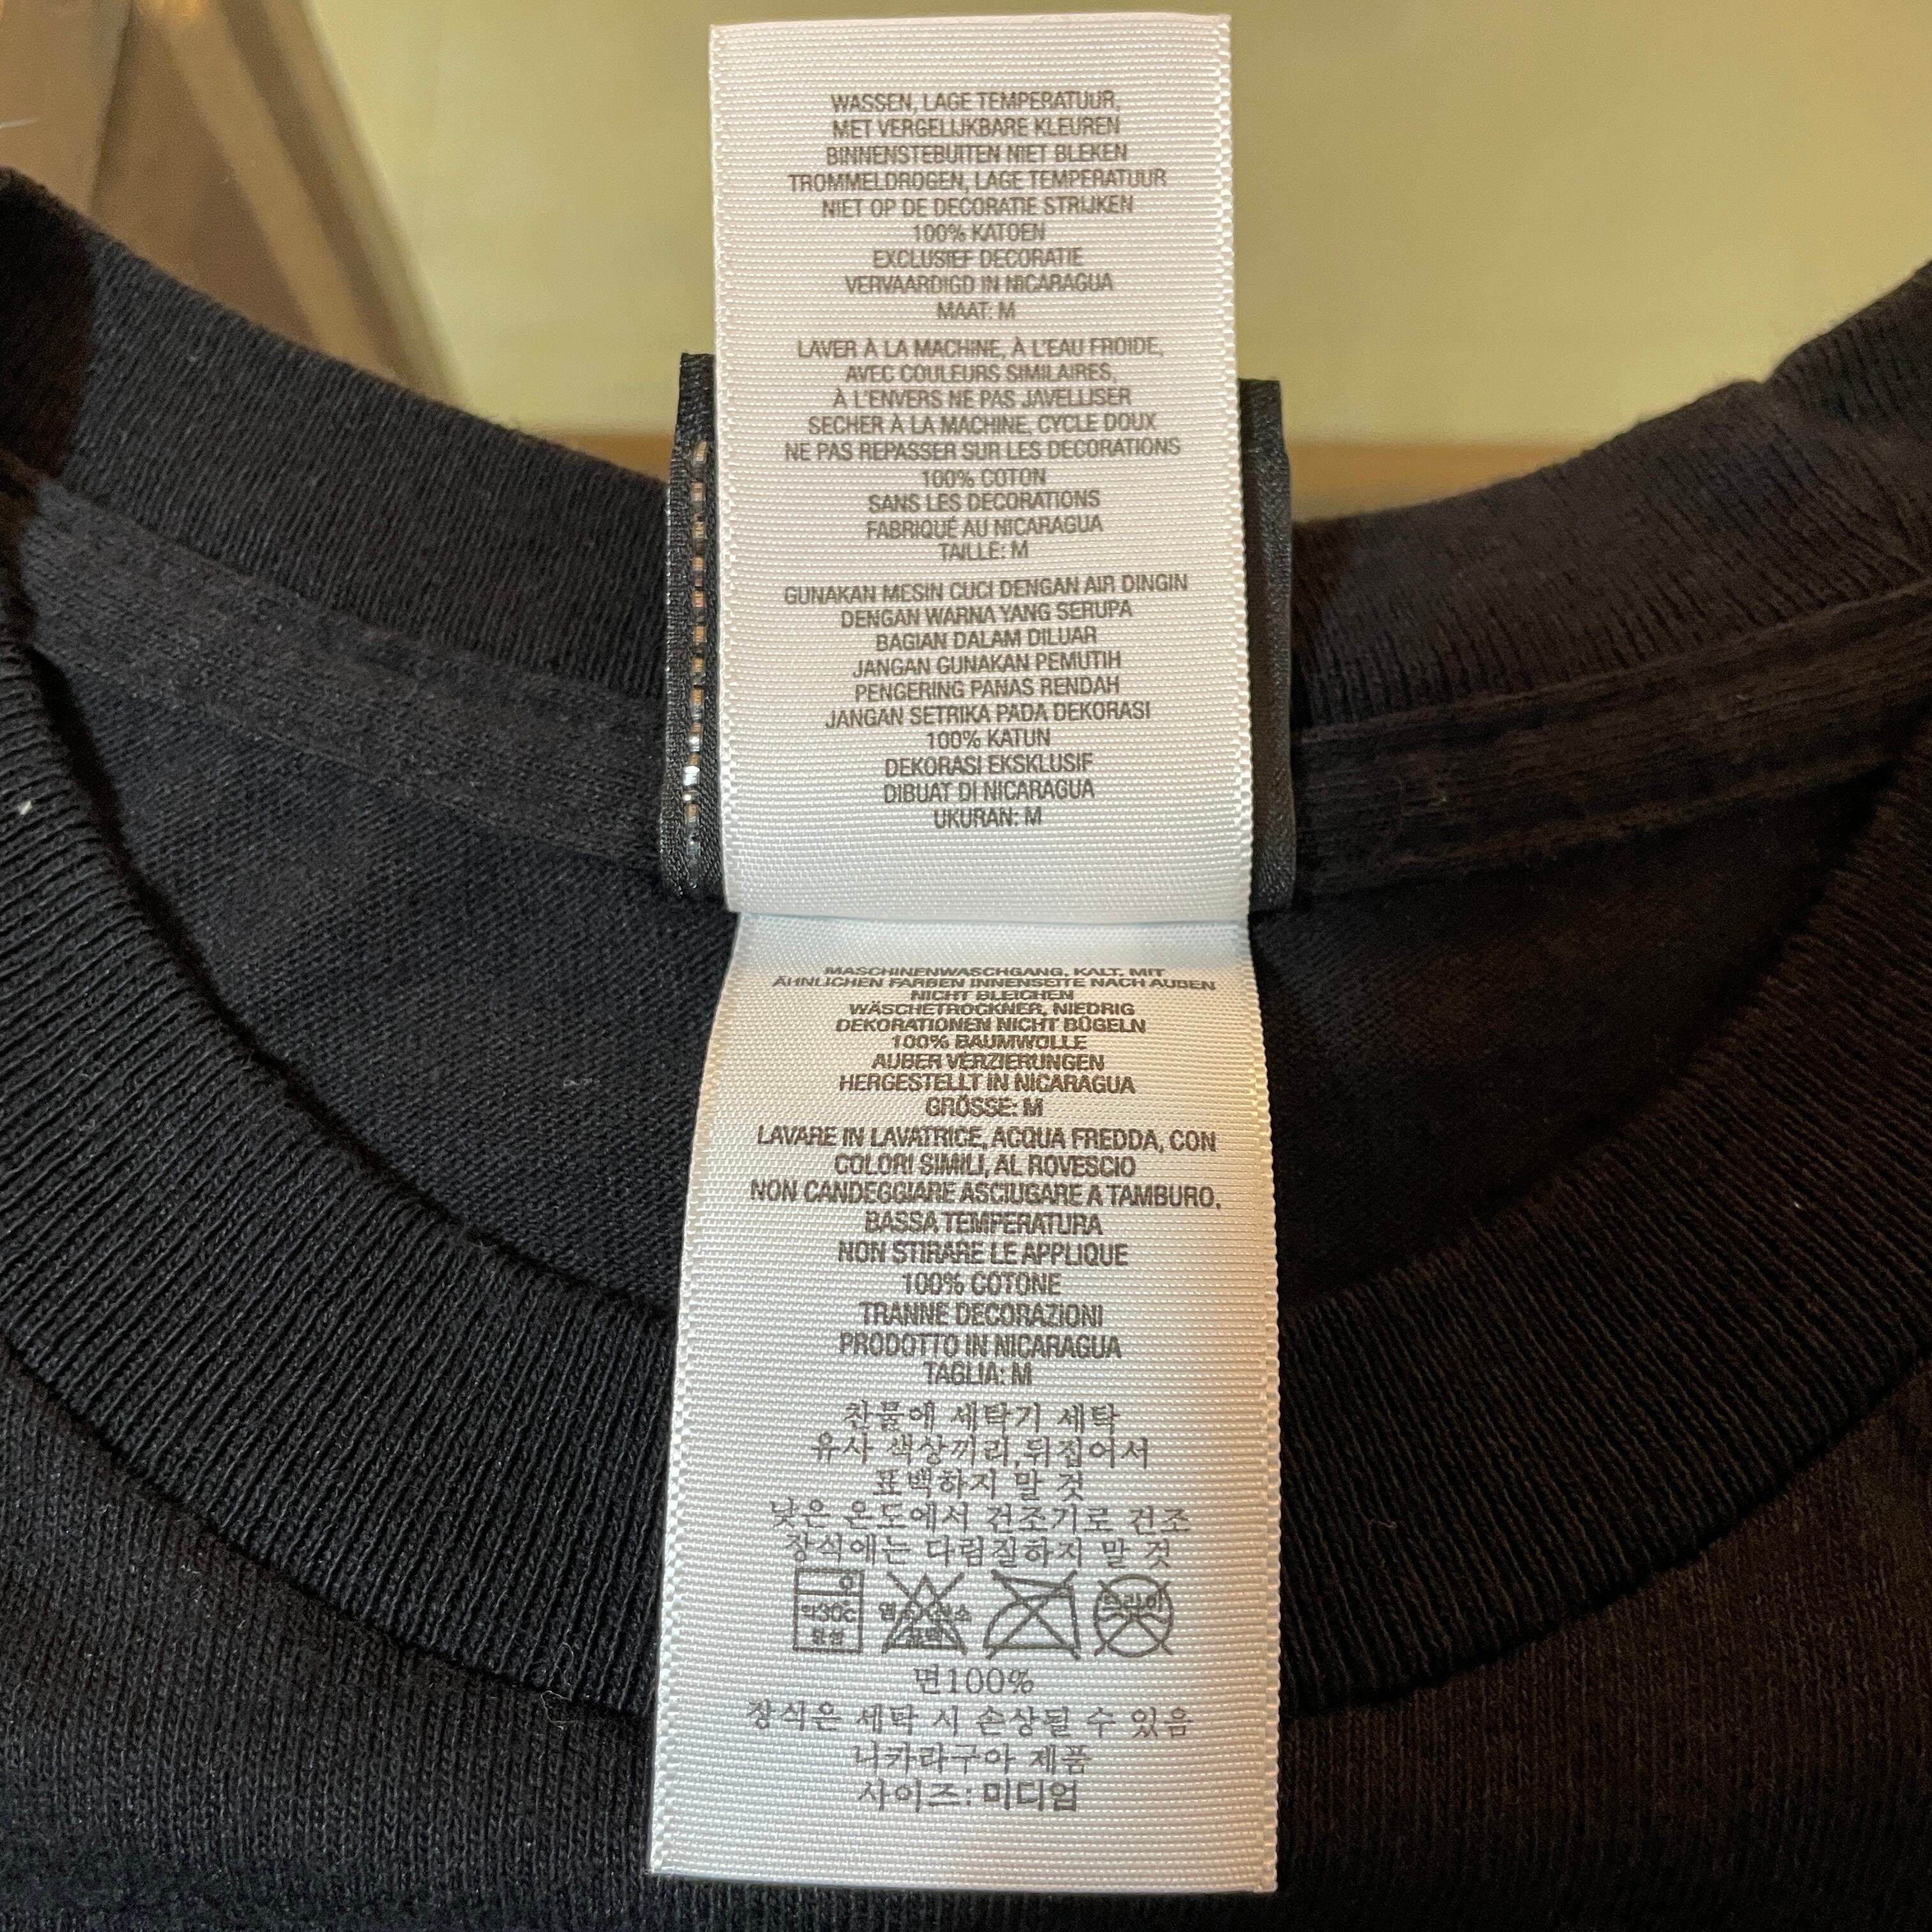 WASSEN, LAGE TEMPERATUUR,
MET VERGELIJKBARE KLEUREN
BINNENSTEBUITEN NIET BLEKEN
TROMMELDROGEN, LAGE TEMPERATUUR
NIET OP DE DECORATIE STRIJKEN
100% KATOEN
EXCLUSIEF DECORATIE
VERVAARDIGD IN NICARAGUA
MAAT: M
LAVER À LA MACHINE, À L'EAU FROIDE,
AVEC COULEURS SIMILAIRES,
À L'ENVERS NE PAS JAVELLISER
SECHER À LA MACHINE, CYCLE DOUX
NE PAS REPASSER SUR LES DECORATIONS
100% COTON
SANS LES DECORATIONS
FABRIQUÉ AU NICARAGUA
TAILLE: M
GUNAKAN MESIN CUCI DENGAN AIR DINGIN
DENGAN WARNA YANG SERUPA
BAGIAN DALAM DILUAR
JANGAN GUNAKAN PEMUTIH
PENGERING PANAS RENDAH
JANGAN SETRIKA PADA DEKORASI
100% KATUN
DEKORASI EKSKLUSIF
DIBUAT DI NICARAGUA
UKURAN: M
MASCHINENWASCHGANG, KALT, MIT
ÄHNLICHEN FARBEN INNENSEITE NACH AUßEN
NICHT BLEICHEN
WÄSCHETROCKNER, NIEDRIG
DEKORATIONEN NICHT BÜGELN
100% BAUMWOLLE
AUßER VERZIERUNGEN
HERGESTELLT IN NICARAGUA
GRÖSSE: M
LAVARE IN LAVATRICE, ACQUA FREDDA, CON
COLORI SIMILI, AL ROVESCIO
NON CANDEGGIARE ASCIUGARE A TAMBURO,
BASSA TEMPERATURA
NON STIRARE LE APPLIQUE
100% COTONE
TRANNE DECORAZIONI
PRODOTTO IN NICARAGUA
TAGLIA: M
찬물에 세탁기 세탁
유사 색상끼리,뒤집어서
표백하지 말 것
낮은 온도에서 건조기로 건조
장식에는 다림질하지 말 것
약30℃ 드라이
중성
면100%
장식은 세탁 시 손상될 수 있음
니카라구아 제품
사이즈: 미디엄